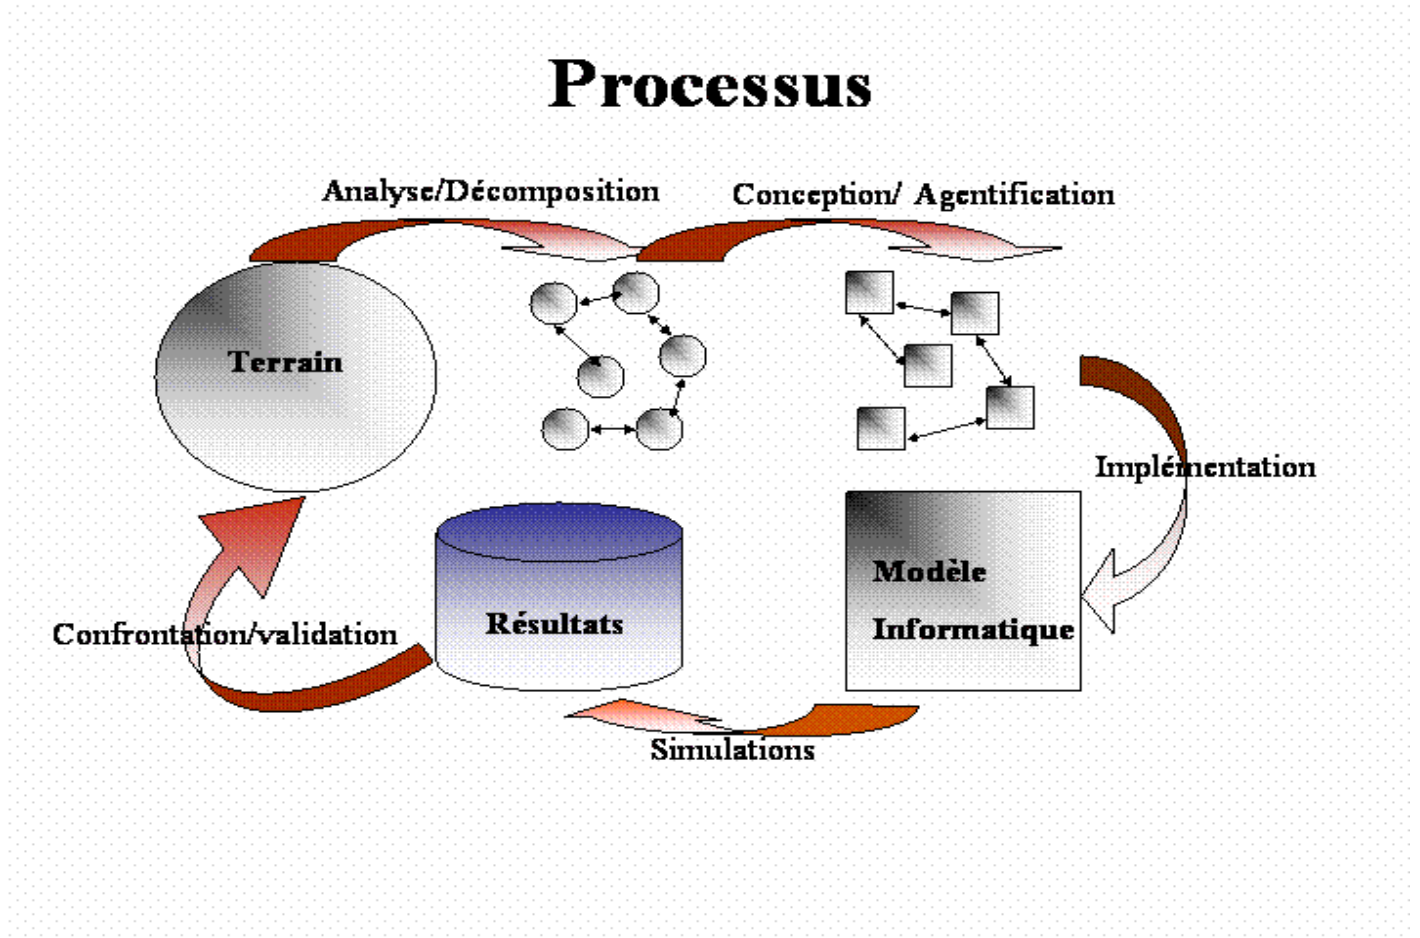 Processus
Analyse/Décomposition
Conception/ Agentification
Terrain
Implémentation
Modèle
Informatique
Résultats
Confrontation/validation
Simulations